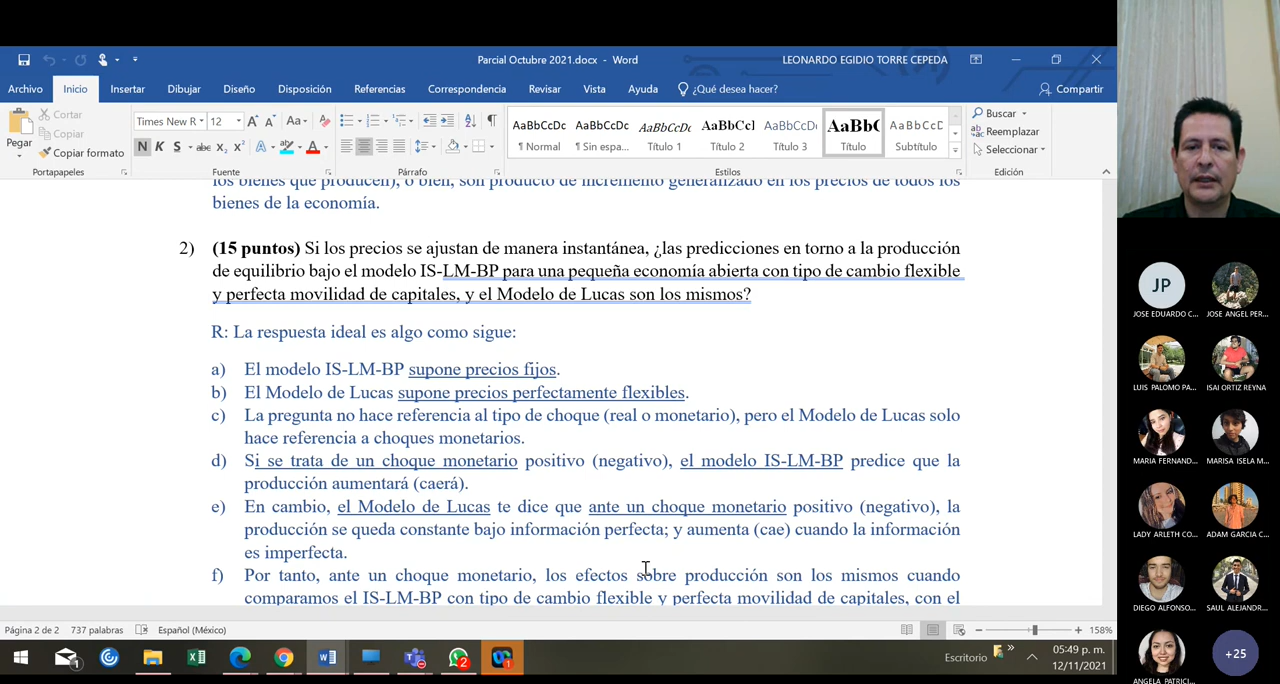 Parcial Octubre 2021.docx - Word
LEONARDO EGIDIO TORRE CEPEDA
Archivo Inicio Insertar Dibujar Diseño Disposición Referencias Correspondencia Revisar Vista Ayuda ¿Qué desea hacer? Compartir
Pegar
Cortar
Copiar
Copiar formato
Portapapeles
Times New R 12 Aa
N K S abc x₂ x² A A
Fuente
Párrafo
AaBbCcDc AaBbCcDc AaBbCcDc AaBbCcI AaBbCcDc AaBbC AaBbCcD
¶ Normal ¶ Sin espa... Título 1 Título 2 Título 3 Título Subtítulo
Estilos
Buscar
Reemplazar
Seleccionar
Edición
los bienes que producen), o bien, son producto de incremento generalizado en los precios de todos los
bienes de la economía.
2) (15 puntos) Si los precios se ajustan de manera instantánea, ¿las predicciones en torno a la producción
de equilibrio bajo el modelo IS-LM-BP para una pequeña economía abierta con tipo de cambio flexible
y perfecta movilidad de capitales, y el Modelo de Lucas son los mismos?
R: La respuesta ideal es algo como sigue:
a) El modelo IS-LM-BP supone precios fijos.
b) El Modelo de Lucas supone precios perfectamente flexibles.
c) La pregunta no hace referencia al tipo de choque (real o monetario), pero el Modelo de Lucas solo
hace referencia a choques monetarios.
d) Si se trata de un choque monetario positivo (negativo), el modelo IS-LM-BP predice que la
producción aumentará (caerá).
e) En cambio, el Modelo de Lucas te dice que ante un choque monetario positivo (negativo), la
producción se queda constante bajo información perfecta; y aumenta (cae) cuando la información
es imperfecta.
f) Por tanto, ante un choque monetario, los efectos sobre producción son los mismos cuando
comparamos el IS-LM-BP con tipo de cambio flexible y perfecta movilidad de capitales, con el
Página 2 de 2 737 palabras Español (México) 158%
Escritorio
05:49 p. m.
12/11/2021
JP
JOSE EDUARDO C...
JOSE ANGEL PER...
LUIS PALOMO PA...
ISAI ORTIZ REYNA
MARIA FERNAND...
MARISA ISELA M...
LADY ARLETH CO...
ADAM GARCIA C...
DIEGO ALFONSO...
SAUL ALEJANDR...
ANGELA PATRICI...
+25